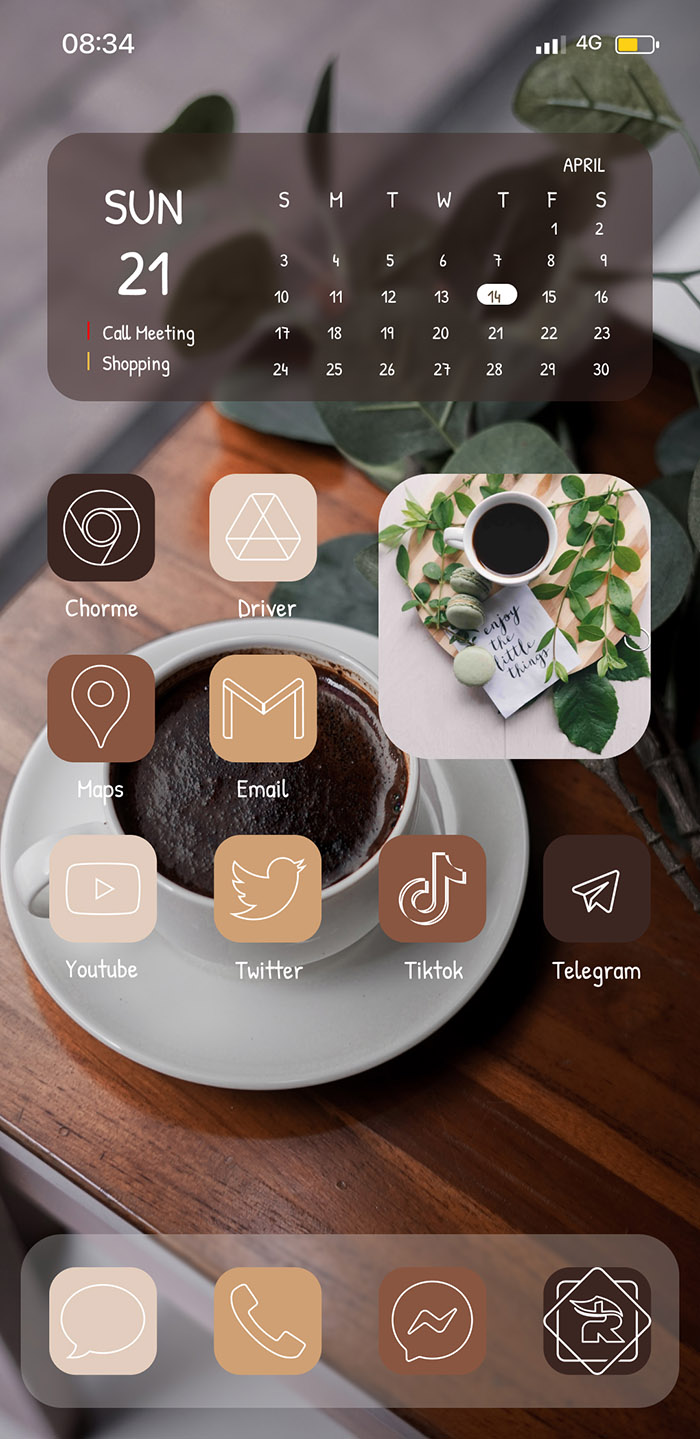 08:34 4G
APRIL
SUN
21
Call Meeting
Shopping
S M T W T F S
1 2
3 4 5 6 7 8 9
10 11 12 13 14 15 16
17 18 19 20 21 22 23
24 25 26 27 28 29 30
Chorme Driver
enjoy
the
little
things
Maps Email
Youtube Twitter Tiktok Telegram
R